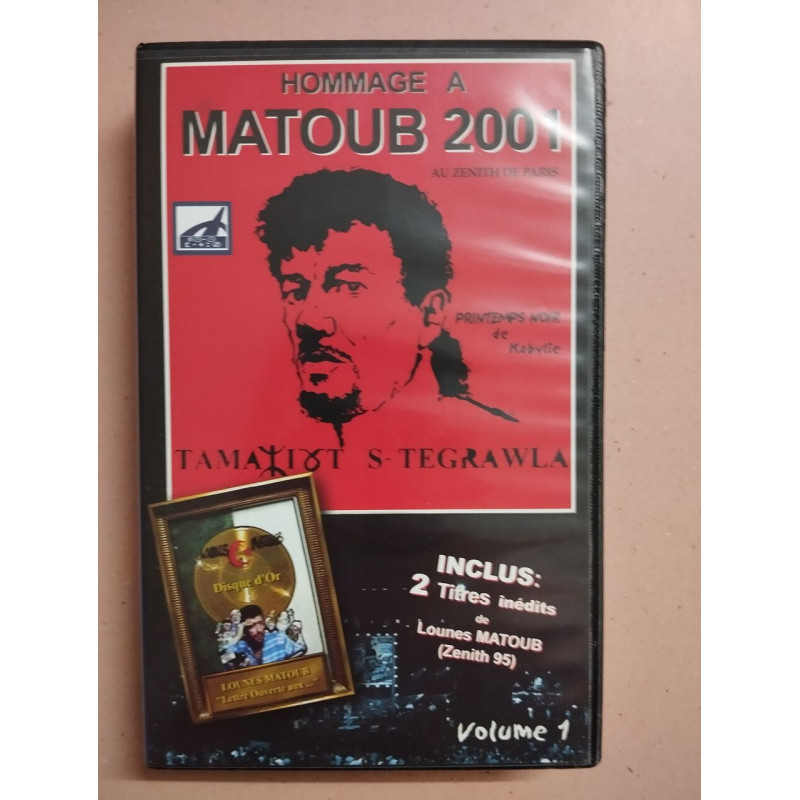 HOMMAGE A
MATOUB 2001
AU ZENITH DE PARIS
PRINTEMPS NOIR
de
Kabylie
TAMAⵣIƔT S-TEGRAWLA
Disque d'Or
LOUNES MATOUB
"Lettre Ouverte aux..."
INCLUS:
2 Titres inédits
de
Lounes MATOUB
(Zenith 95)
Volume 1